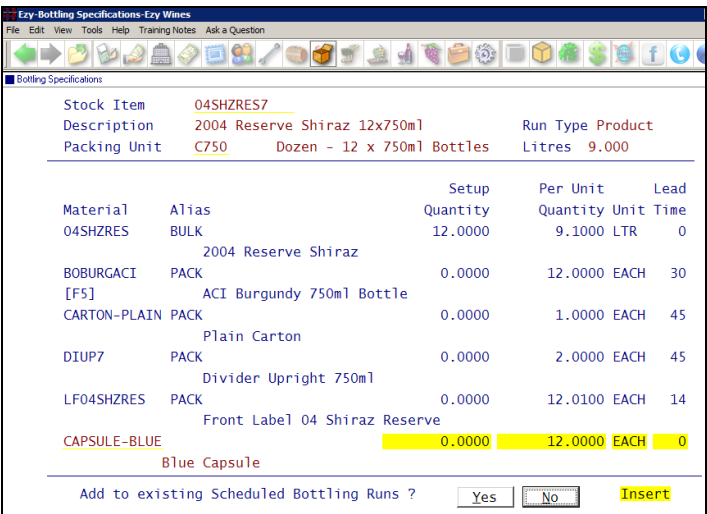 Ezy-Bottling Specifications-Ezy Wines
File Edit View Tools Help Training Notes Ask a Question
Bottling Specifications
Stock Item 04SHZRES7
Description 2004 Reserve Shiraz 12x750ml Run Type Product
Packing Unit C750 Dozen - 12 x 750ml Bottles Litres 9.000
Setup Per Unit Lead
Material Alias Quantity Quantity Unit Time
04SHZRES BULK 12.0000 9.1000 LTR 0
2004 Reserve Shiraz
BOBURGACI PACK 0.0000 12.0000 EACH 30
[F5] ACI Burgundy 750ml Bottle
CARTON-PLAIN PACK 0.0000 1.0000 EACH 45
Plain Carton
DIUP7 PACK 0.0000 2.0000 EACH 45
Divider Upright 750ml
LF04SHZRES PACK 0.0000 12.0100 EACH 14
Front Label 04 Shiraz Reserve
CAPSULE-BLUE 0.0000 12.0000 EACH 0
Blue Capsule
Add to existing Scheduled Bottling Runs ? Yes No Insert